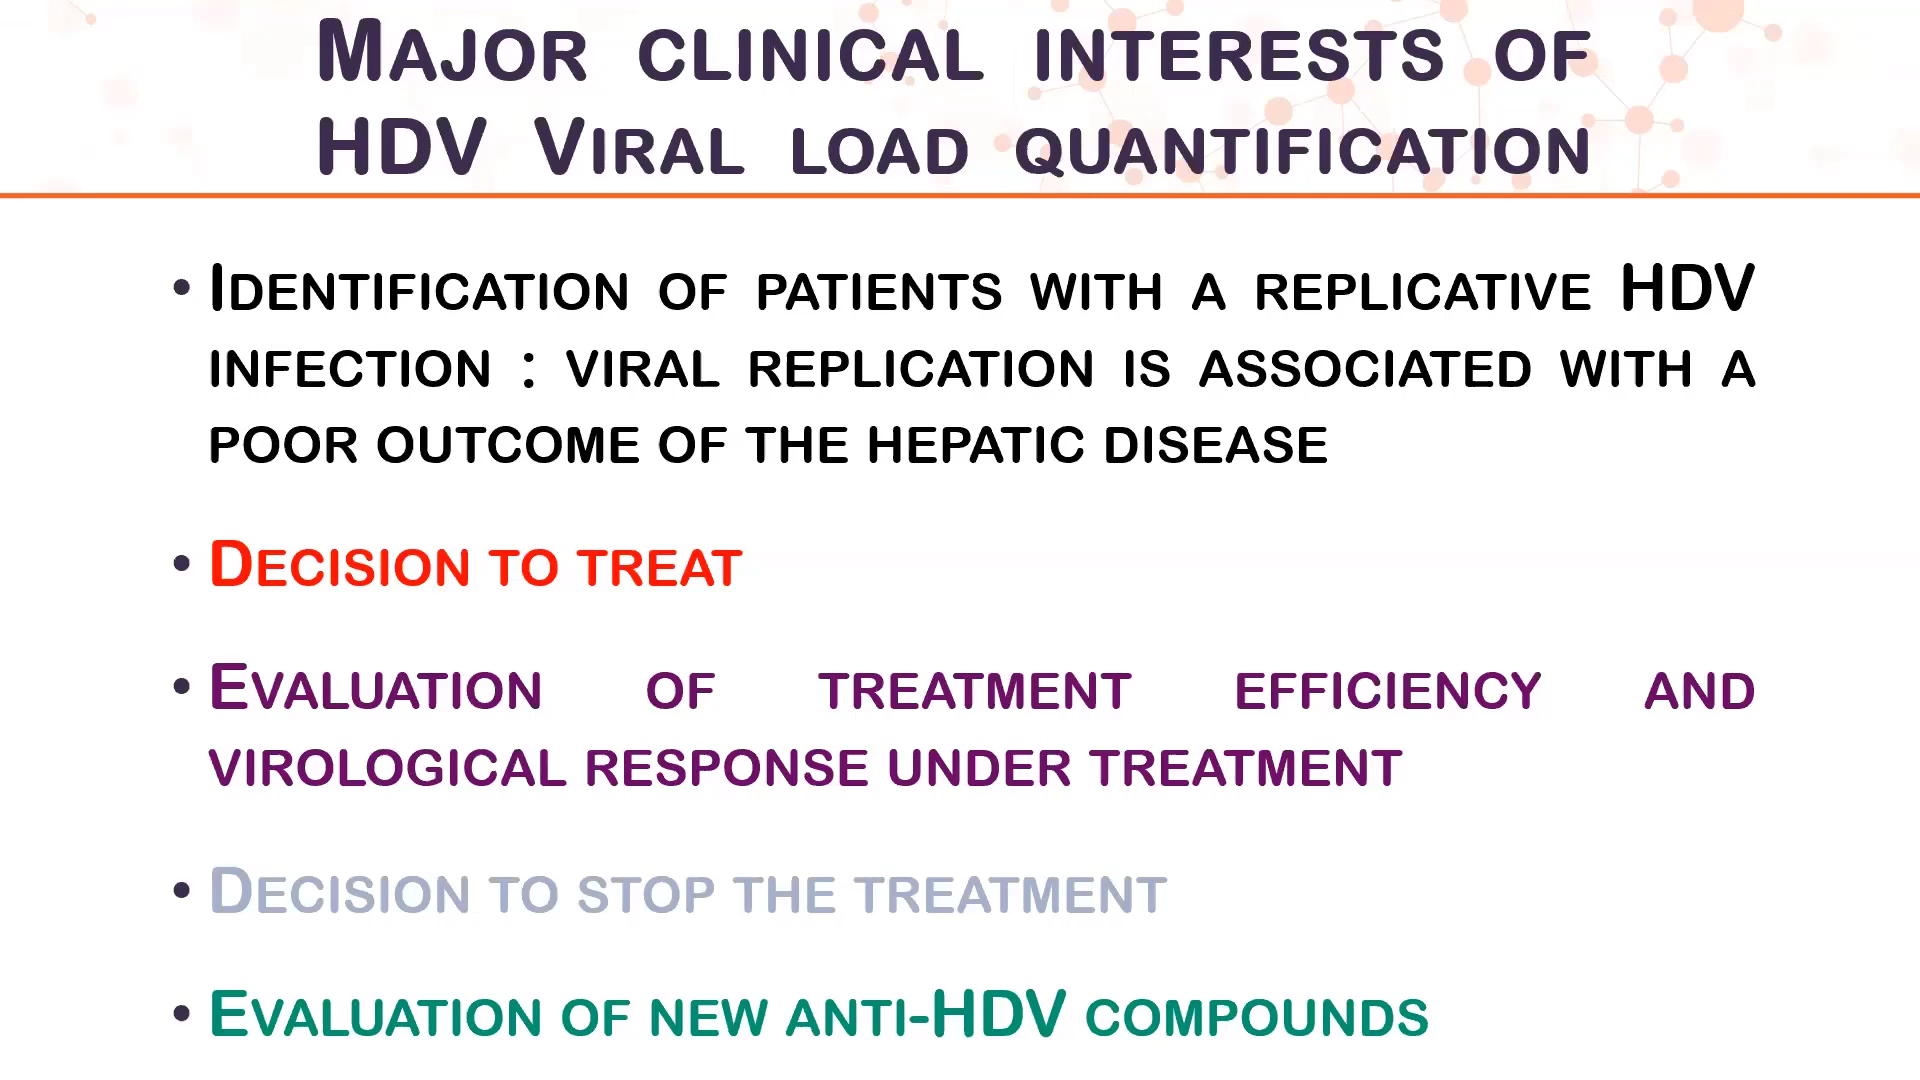 Major clinical interests of
HDV Viral load quantification
• Identification of patients with a replicative HDV
infection : viral replication is associated with a
poor outcome of the hepatic disease
• Decision to treat
• Evaluation of treatment efficiency and
virological response under treatment
• Decision to stop the treatment
• Evaluation of new anti-HDV compounds